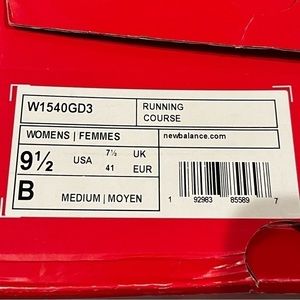 W1540GD3 RUNNING
COURSE
WOMENS | FEMMES newbalance.com
9½ USA 7½ UK
41 EUR
B MEDIUM | MOYEN
1 92983 85589 7